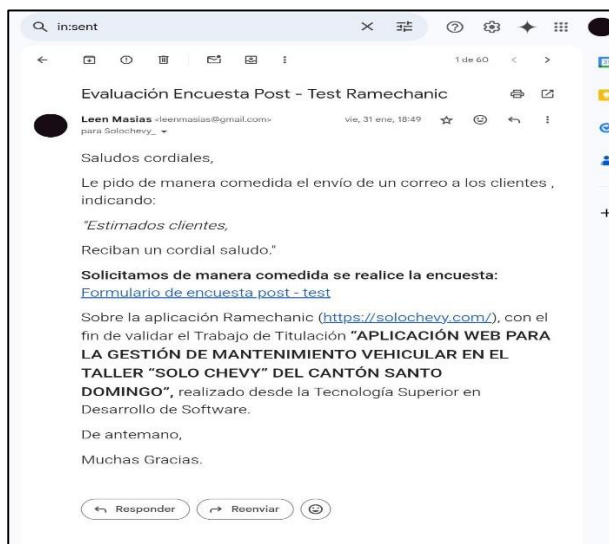 in:sent
1 de 60
Evaluación Encuesta Post - Test Ramechanic
Leen Masias <leenmasias@gmail.com> vie, 31 ene, 18:49
para Solochevy_
Saludos cordiales,
Le pido de manera comedida el envío de un correo a los clientes ,
indicando:
"Estimados clientes,
Reciban un cordial saludo."
Solicitamos de manera comedida se realice la encuesta:
Formulario de encuesta post - test
Sobre la aplicación Ramechanic (https://solochevy.com/), con el
fin de validar el Trabajo de Titulación "APLICACIÓN WEB PARA
LA GESTIÓN DE MANTENIMIENTO VEHICULAR EN EL
TALLER "SOLO CHEVY" DEL CANTÓN SANTO
DOMINGO", realizado desde la Tecnología Superior en
Desarrollo de Software.
De antemano,
Muchas Gracias.
Responder Reenviar